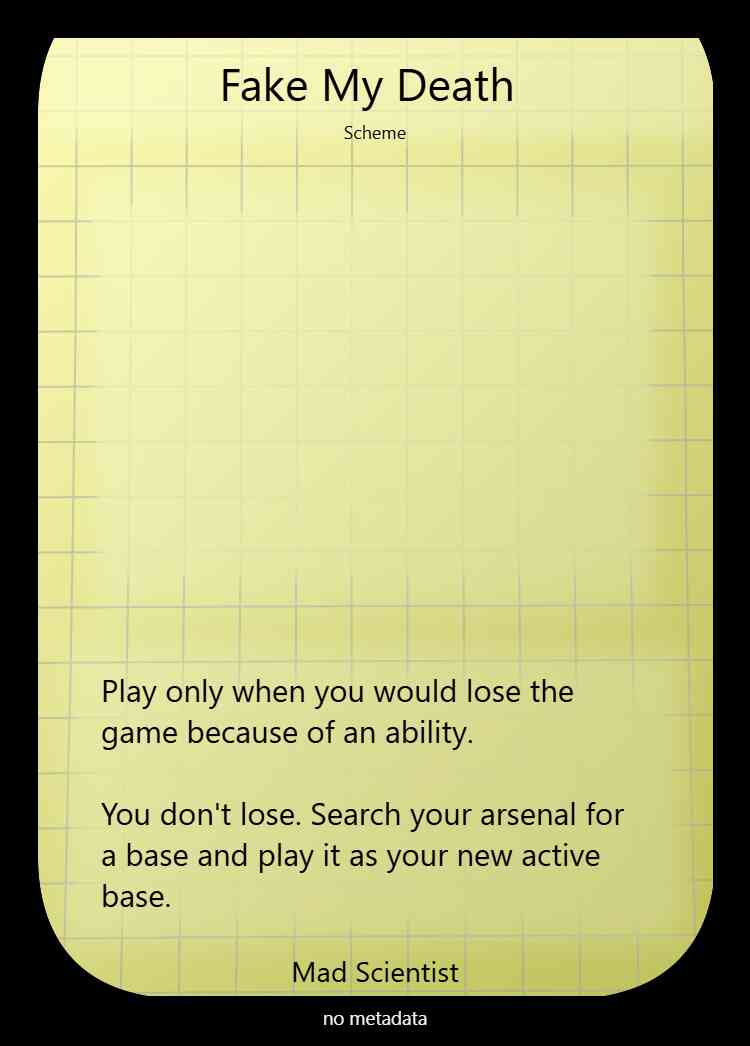 Fake My Death
Scheme
Play only when you would lose the
game because of an ability.
You don't lose. Search your arsenal for
a base and play it as your new active
base.
Mad Scientist
no metadata